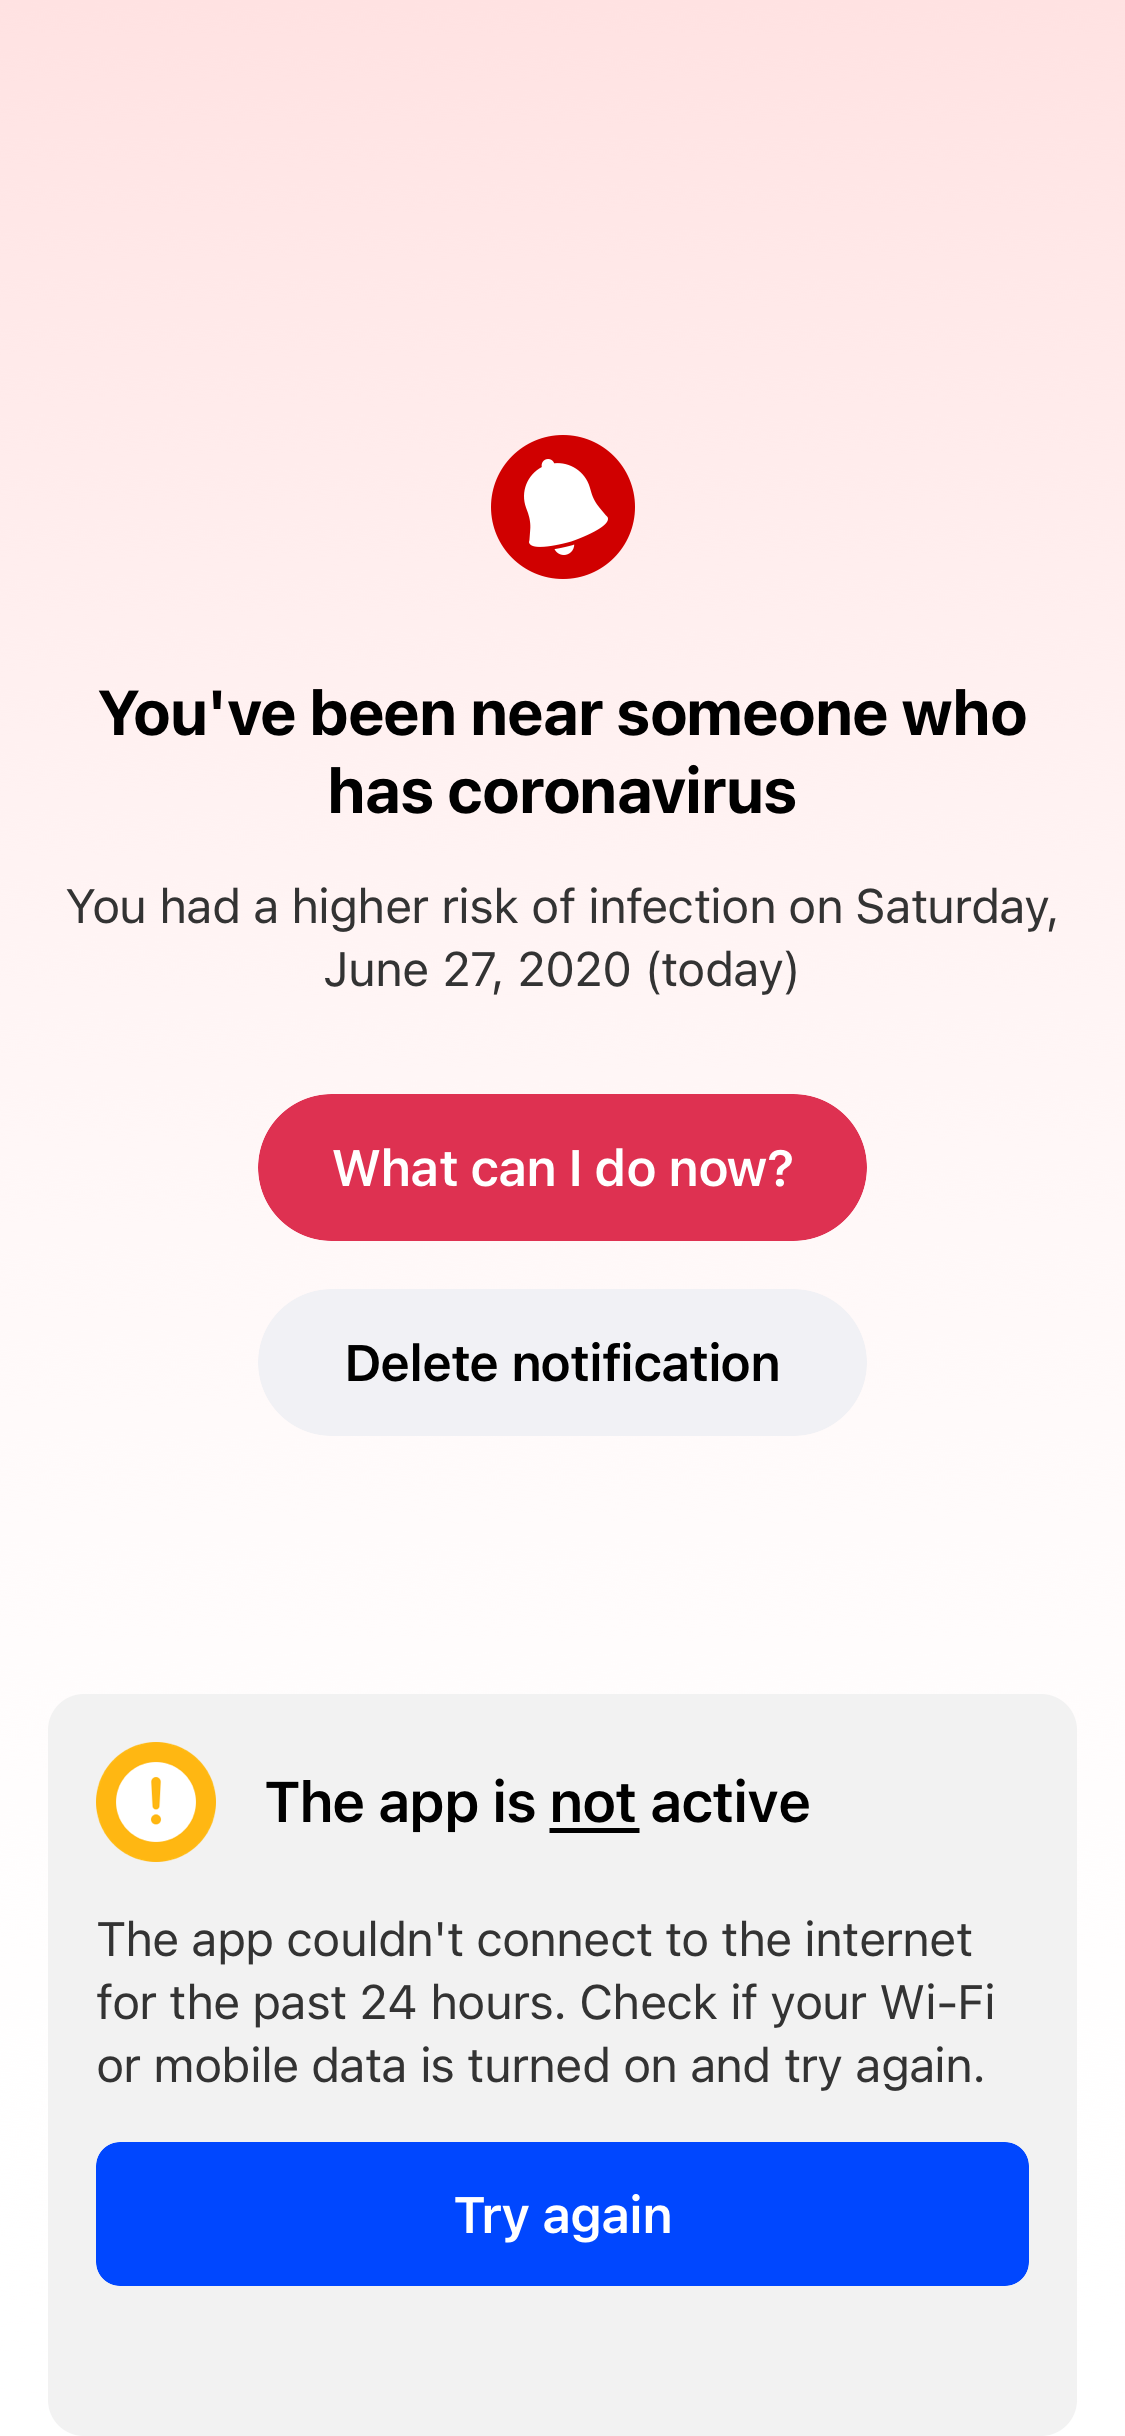 You've been near someone who
has coronavirus
You had a higher risk of infection on Saturday,
June 27, 2020 (today)
What can I do now?
Delete notification
The app is not active
The app couldn't connect to the internet
for the past 24 hours. Check if your Wi-Fi
or mobile data is turned on and try again.
Try again